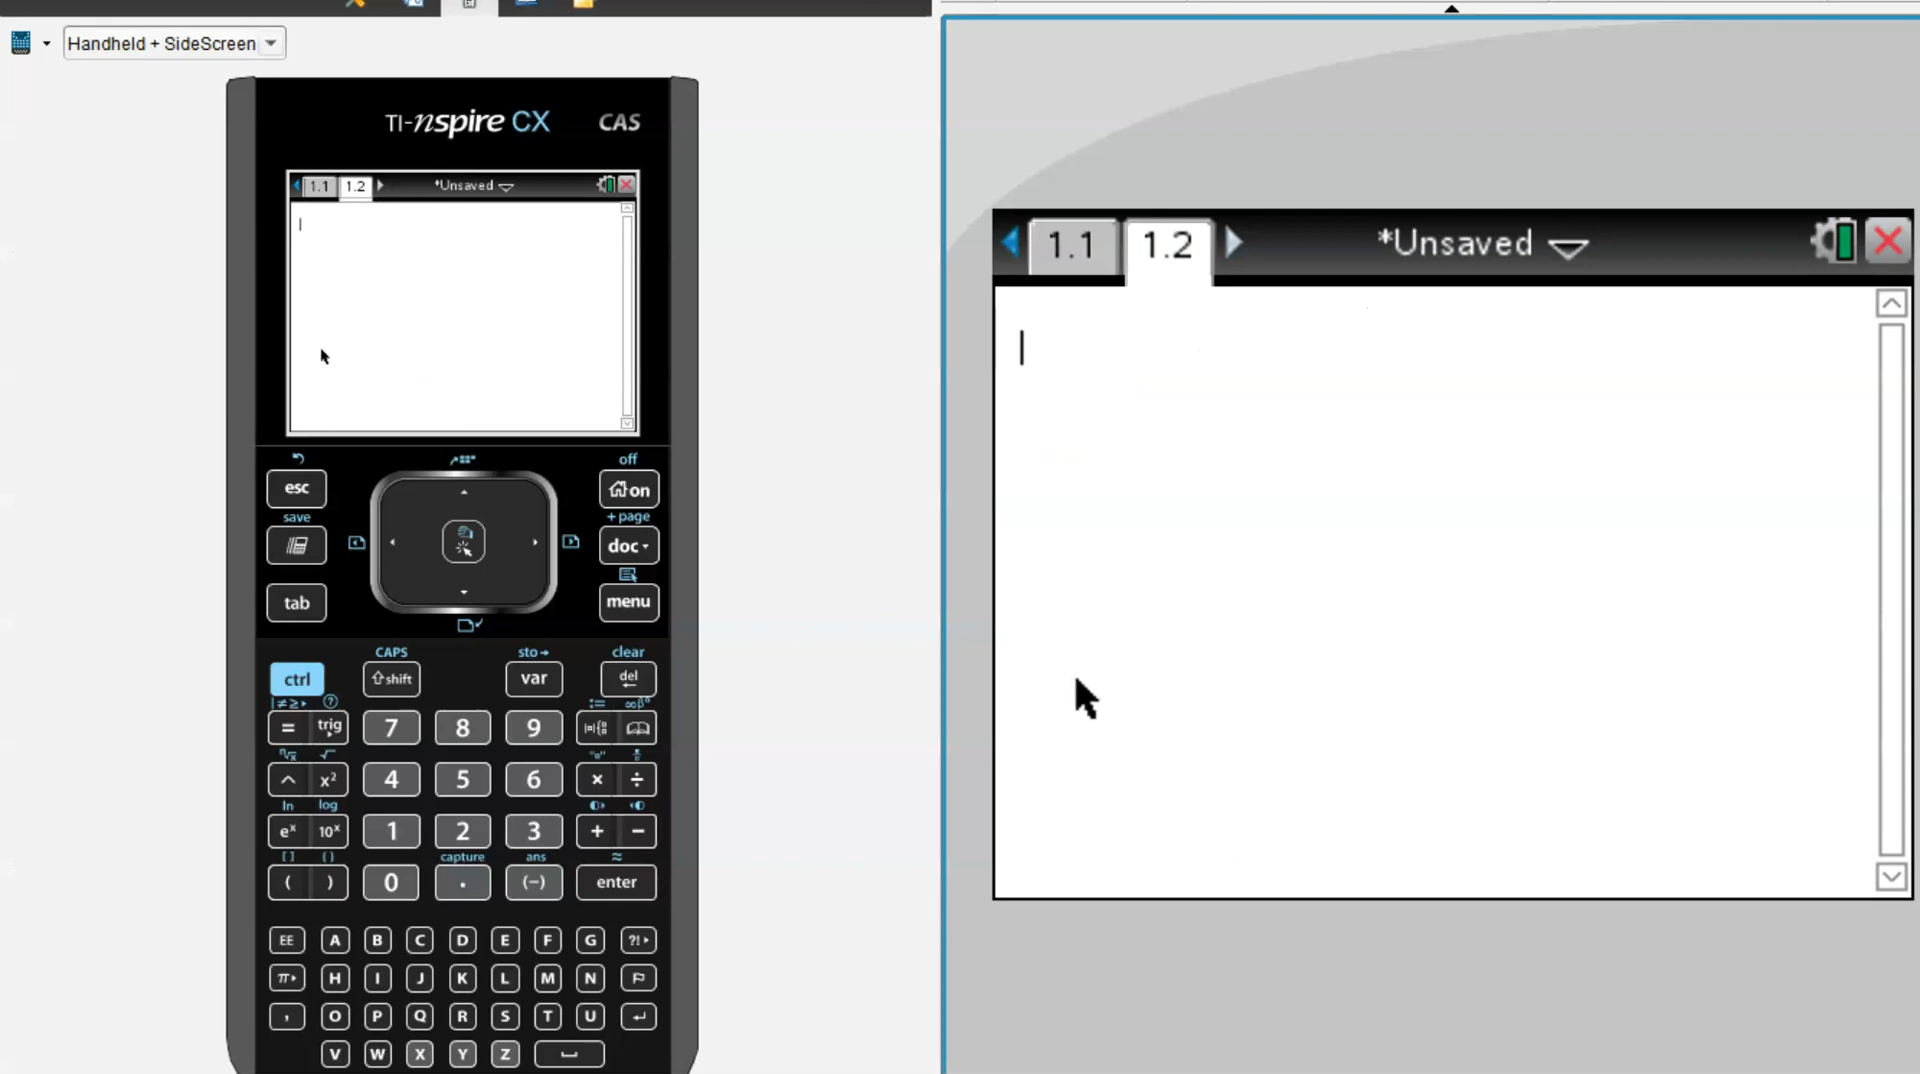 Handheld + SideScreen
TI-nspire CX CAS
1.1 1.2 *Unsaved
1.1 1.2 *Unsaved
off
esc
on
save
+ page
doc
tab
menu
CAPS sto→ clear
ctrl ⇧shift var del
|≠≥▸ ? := ∞β°
= trig 7 8 9
ⁿ√x √
^ x² 4 5 6 × ÷
ln log
eˣ 10ˣ 1 2 3 + −
[ ] { } capture ans ≈
( ) 0 . (−) enter
EE A B C D E F G ?!▸
π▸ H I J K L M N
, O P Q R S T U
V W X Y Z